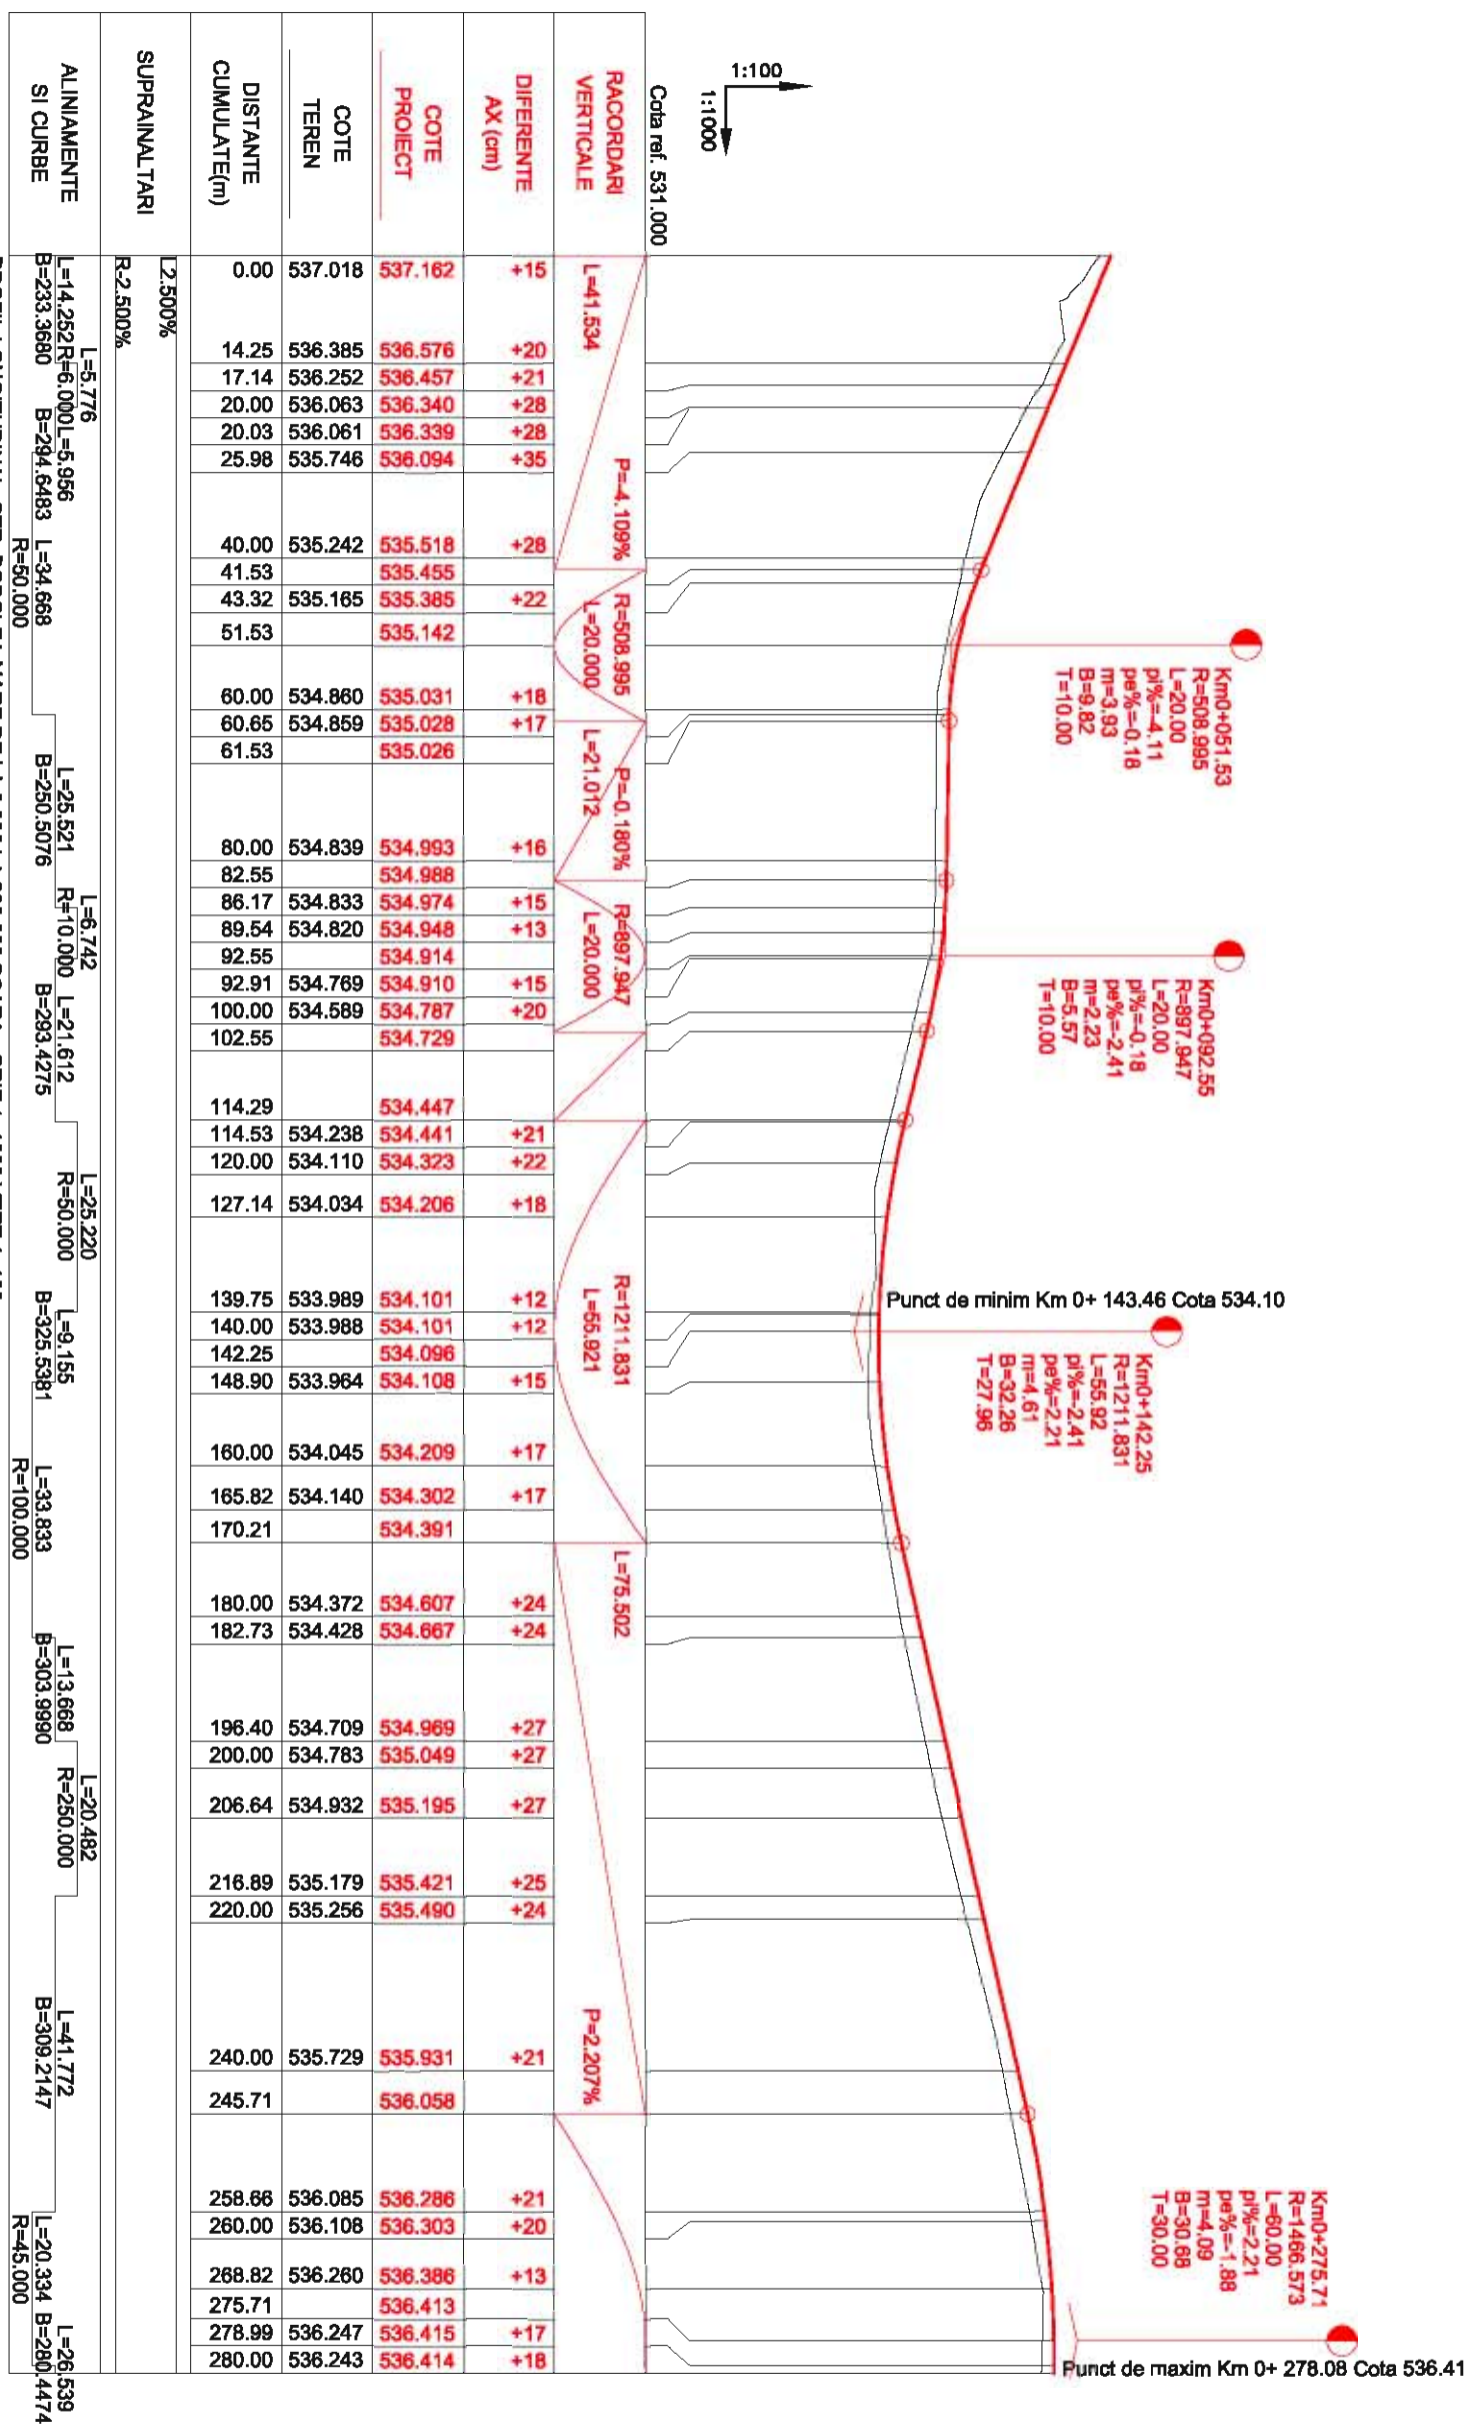 1:100
1:1000
Cota ref. 531.000
Km0+051.53
R=508.995
L=20.00
pi%=-4.11
pe%=-0.18
m=3.93
B=9.82
T=10.00
Km0+092.55
R=897.947
L=20.00
pi%=-0.18
pe%=-2.41
m=2.23
B=5.57
T=10.00
Punct de minim Km 0+ 143.46 Cota 534.10
Km0+142.25
R=1211.831
L=55.92
pi%=-2.41
pe%=2.21
m=4.61
B=32.26
T=27.96
Km0+275.71
R=1466.573
L=60.00
pi%=2.21
pe%=-1.88
m=4.09
B=30.68
T=30.00
Punct de maxim Km 0+ 278.08 Cota 536.41
RACORDARI
VERTICALE
L=41.534
P=-4.109%
R=508.995
L=20.000
P=-0.180%
L=21.012
R=897.947
L=20.000
R=1211.831
L=55.921
L=75.502
P=2.207%
DIFERENTE
AX (cm)
COTE
PROIECT
COTE
TEREN
DISTANTE
CUMULATE(m)
0.00 537.018 537.162 +15
14.25 536.385 536.576 +20
17.14 536.252 536.457 +21
20.00 536.063 536.340 +28
20.03 536.061 536.339 +28
25.98 535.746 536.094 +35
40.00 535.242 535.518 +28
41.53 535.455
43.32 535.165 535.385 +22
51.53 535.142
60.00 534.860 535.031 +18
60.65 534.859 535.028 +17
61.53 535.026
80.00 534.839 534.993 +16
82.55 534.988
86.17 534.833 534.974 +15
89.54 534.820 534.948 +13
92.55 534.914
92.91 534.769 534.910 +15
100.00 534.589 534.787 +20
102.55 534.729
114.29 534.447
114.53 534.238 534.441 +21
120.00 534.110 534.323 +22
127.14 534.034 534.206 +18
139.75 533.989 534.101 +12
140.00 533.988 534.101 +12
142.25 534.096
148.90 533.964 534.108 +15
160.00 534.045 534.209 +17
165.82 534.140 534.302 +17
170.21 534.391
180.00 534.372 534.607 +24
182.73 534.428 534.667 +24
196.40 534.709 534.969 +27
200.00 534.783 535.049 +27
206.64 534.932 535.195 +27
216.89 535.179 535.421 +25
220.00 535.256 535.490 +24
240.00 535.729 535.931 +21
245.71 536.058
258.66 536.085 536.286 +21
260.00 536.108 536.303 +20
268.82 536.260 536.386 +13
275.71 536.413
278.99 536.247 536.415 +17
280.00 536.243 536.414 +18
SUPRAINALTARI
L2.500%
R-2.500%
ALINIAMENTE
SI CURBE
L=14.252
B=233.3680
L=5.776
R=6.000
L=5.956
B=294.6483
L=34.668
R=50.000
L=25.521
B=250.5076
L=6.742
R=10.000
L=21.612
B=293.4275
L=25.220
R=50.000
L=9.155
B=325.5381
L=33.833
R=100.000
L=13.668
B=303.9990
L=20.482
R=250.000
L=41.772
B=309.2147
L=20.334
R=45.000
L=26.539
B=280.4474